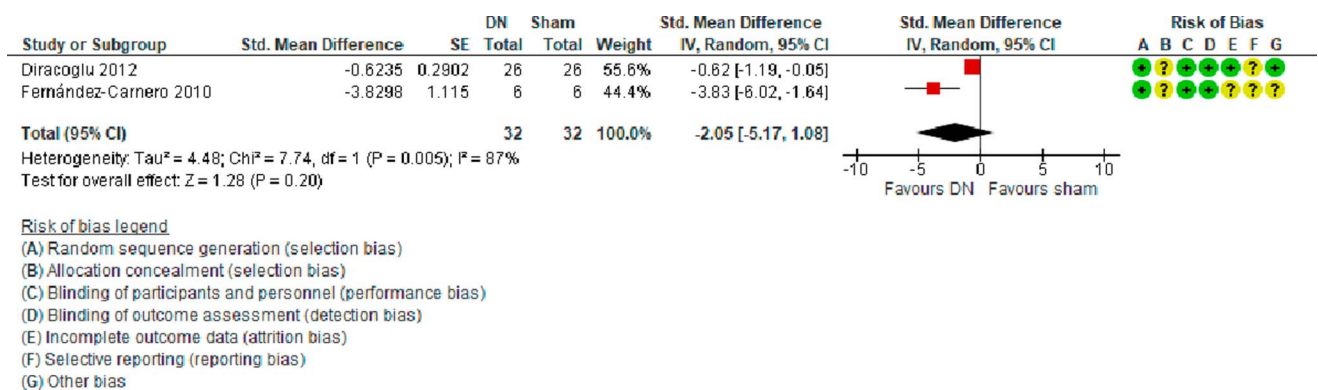 DN Sham Std. Mean Difference Std. Mean Difference Risk of Bias
Study or Subgroup Std. Mean Difference SE Total Total Weight IV, Random, 95% CI IV, Random, 95% CI A B C D E F G
Diracoglu 2012 -0.6235 0.2902 26 26 55.6% -0.62 [-1.19, -0.05] + ? + + + ? +
Fernández-Carnero 2010 -3.8298 1.115 6 6 44.4% -3.83 [-6.02, -1.64] + ? + + ? ? ?
Total (95% CI) 32 32 100.0% -2.05 [-5.17, 1.08]
Heterogeneity: Tau² = 4.48; Chi² = 7.74, df = 1 (P = 0.005); I² = 87%
Test for overall effect: Z = 1.28 (P = 0.20)
-10 -5 0 5 10
Favours DN Favours sham
Risk of bias legend
(A) Random sequence generation (selection bias)
(B) Allocation concealment (selection bias)
(C) Blinding of participants and personnel (performance bias)
(D) Blinding of outcome assessment (detection bias)
(E) Incomplete outcome data (attrition bias)
(F) Selective reporting (reporting bias)
(G) Other bias